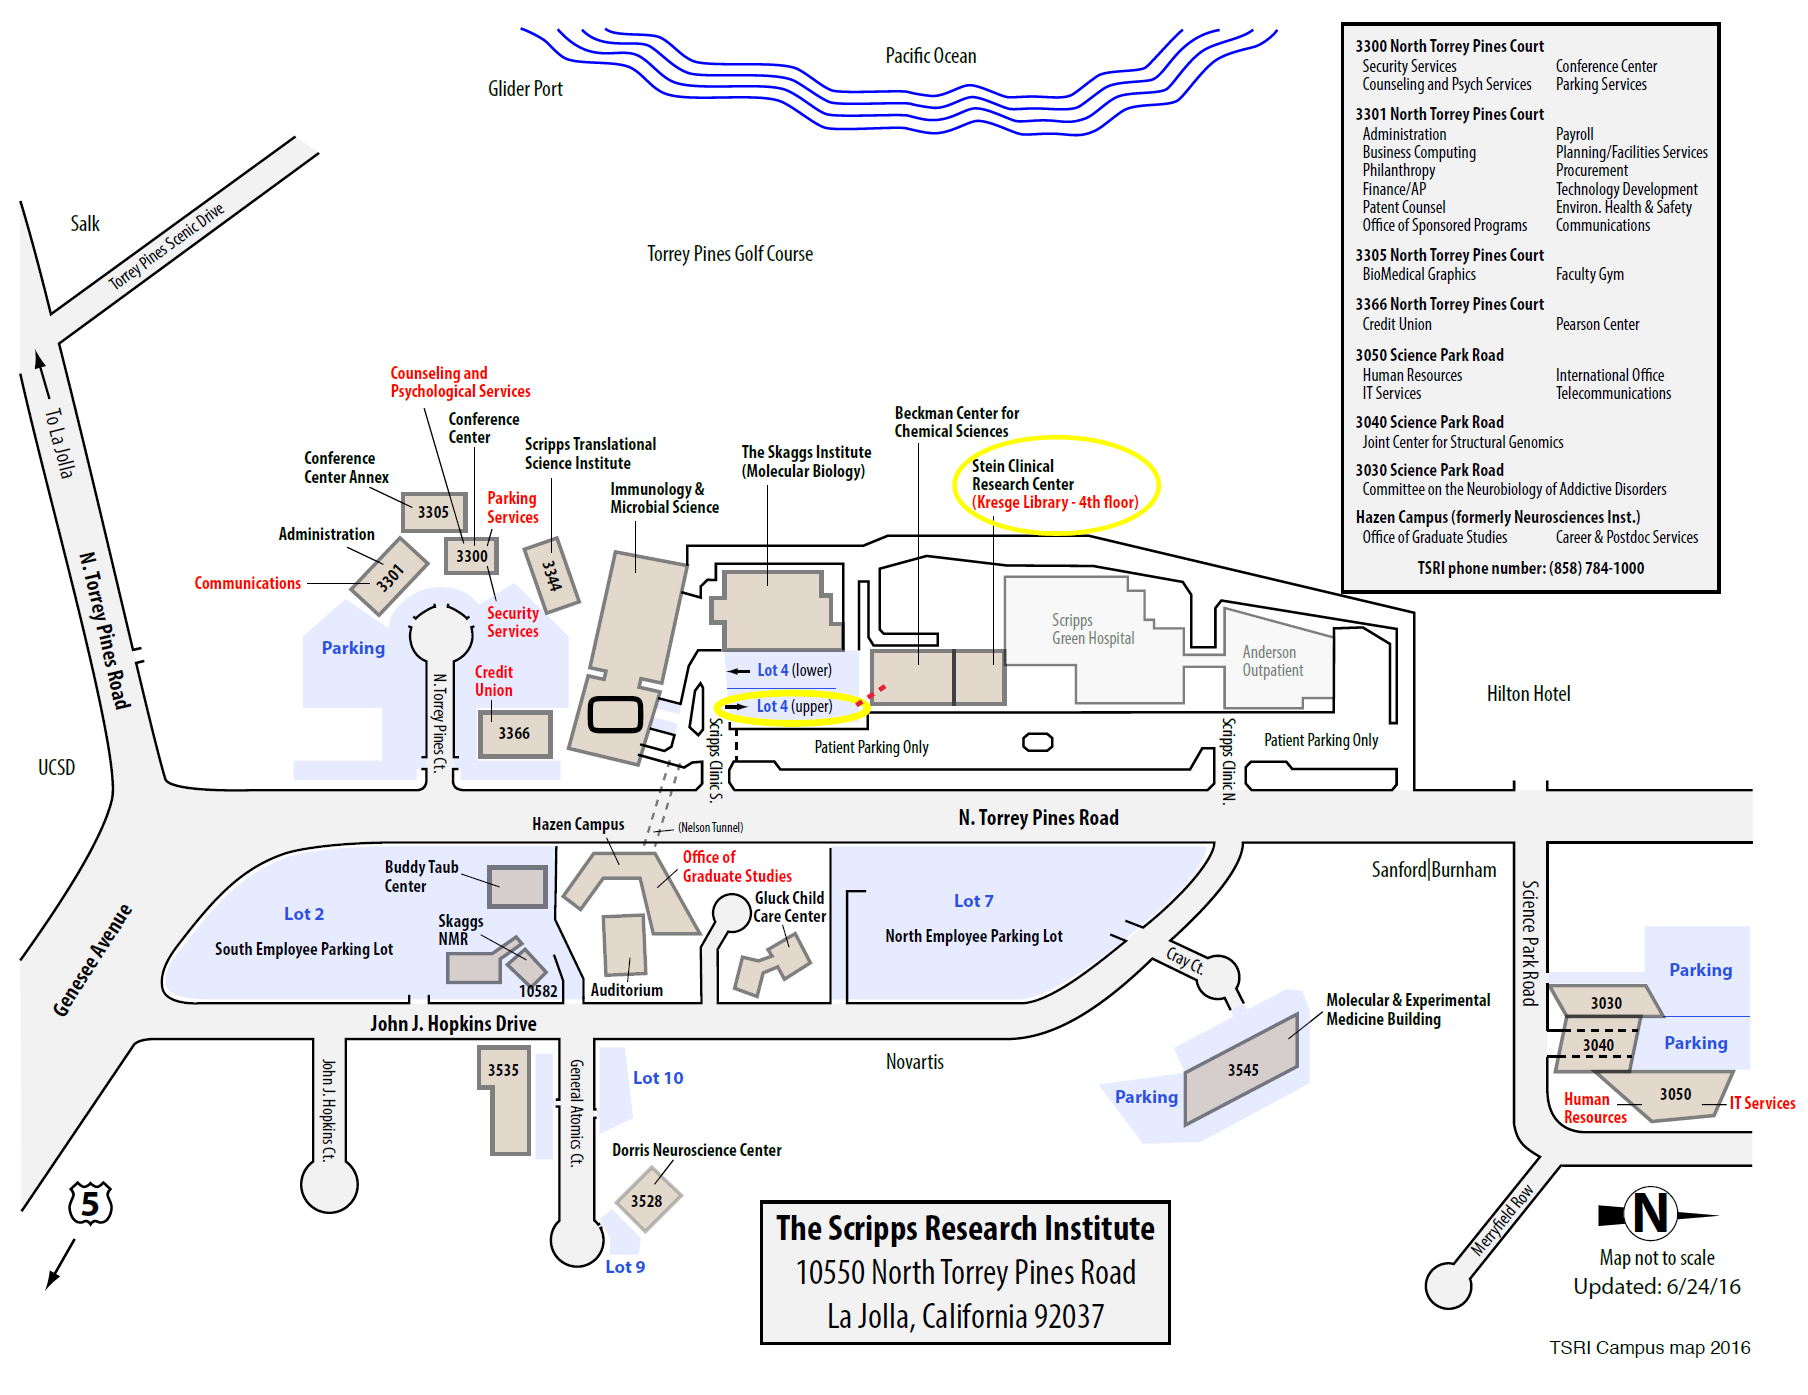 Pacific Ocean
Glider Port
Salk
Torrey Pines Scenic Drive
Torrey Pines Golf Course
3300 North Torrey Pines Court
Security Services Conference Center
Counseling and Psych Services Parking Services
3301 North Torrey Pines Court
Administration Payroll
Business Computing Planning/Facilities Services
Philanthropy Procurement
Finance/AP Technology Development
Patent Counsel Environ. Health & Safety
Office of Sponsored Programs Communications
3305 North Torrey Pines Court
BioMedical Graphics Faculty Gym
3366 North Torrey Pines Court
Credit Union Pearson Center
3050 Science Park Road
Human Resources International Office
IT Services Telecommunications
3040 Science Park Road
Joint Center for Structural Genomics
3030 Science Park Road
Committee on the Neurobiology of Addictive Disorders
Hazen Campus (formerly Neurosciences Inst.)
Office of Graduate Studies Career & Postdoc Services
TSRI phone number: (858) 784-1000
To La Jolla
N. Torrey Pines Road
Counseling and
Psychological Services
Conference
Center
Conference
Center Annex
Scripps Translational
Science Institute
Immunology &
Microbial Science
The Skaggs Institute
(Molecular Biology)
Beckman Center for
Chemical Sciences
Stein Clinical
Research Center
(Kresge Library - 4th floor)
3305
Parking
Services
Administration
3300
3301
3344
Communications
Security
Services
Parking
Credit
Union
N. Torrey Pines Ct.
3366
Lot 4 (lower)
Lot 4 (upper)
Scripps
Green Hospital
Anderson
Outpatient
Hilton Hotel
Scripps Clinic S.
Patient Parking Only
Scripps Clinic N.
Patient Parking Only
UCSD
N. Torrey Pines Road
(Nelson Tunnel)
Hazen Campus
Office of
Graduate Studies
Buddy Taub
Center
Gluck Child
Care Center
Lot 2
South Employee Parking Lot
Skaggs
NMR
10582
Auditorium
Lot 7
North Employee Parking Lot
Sanford|Burnham
Science Park Road
Genesee Avenue
John J. Hopkins Drive
Cray Ct.
Molecular & Experimental
Medicine Building
Parking
3030
3040
Parking
3050
Human
Resources
IT Services
Novartis
3545
Parking
John J. Hopkins Ct.
3535
General Atomics Ct.
Lot 10
Dorris Neuroscience Center
3528
Lot 9
5
The Scripps Research Institute
10550 North Torrey Pines Road
La Jolla, California 92037
Merryfield Row
N
Map not to scale
Updated: 6/24/16
TSRI Campus map 2016